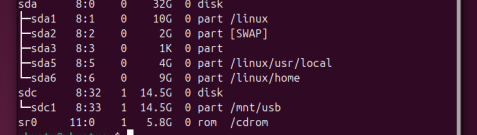 sda 8:0 0 32G 0 disk
├─sda1 8:1 0 10G 0 part /linux
├─sda2 8:2 0 2G 0 part [SWAP]
├─sda3 8:3 0 1K 0 part
├─sda5 8:5 0 4G 0 part /linux/usr/local
└─sda6 8:6 0 9G 0 part /linux/home
sdc 8:32 1 14.5G 0 disk
└─sdc1 8:33 1 14.5G 0 part /mnt/usb
sr0 11:0 1 5.8G 0 rom /cdrom